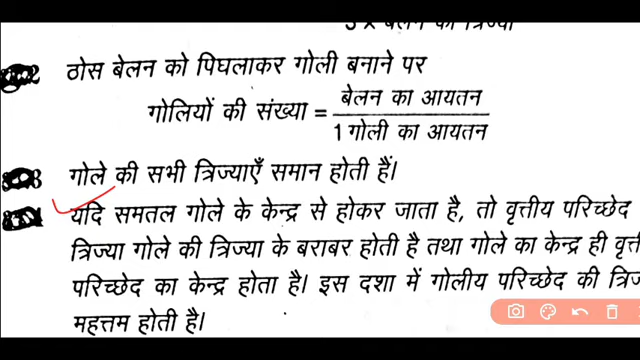 ठोस बेलन को पिघलाकर गोली बनाने पर
गोलियों की संख्या = बेलन का आयतन / 1 गोली का आयतन
गोले की सभी त्रिज्याएँ समान होती हैं।
यदि समतल गोले के केन्द्र से होकर जाता है, तो वृत्तीय परिच्छेद
त्रिज्या गोले की त्रिज्या के बराबर होती है तथा गोले का केन्द्र ही
परिच्छेद का केन्द्र होता है। इस दशा में गोलीय परिच्छेद की
महत्तम होती है।